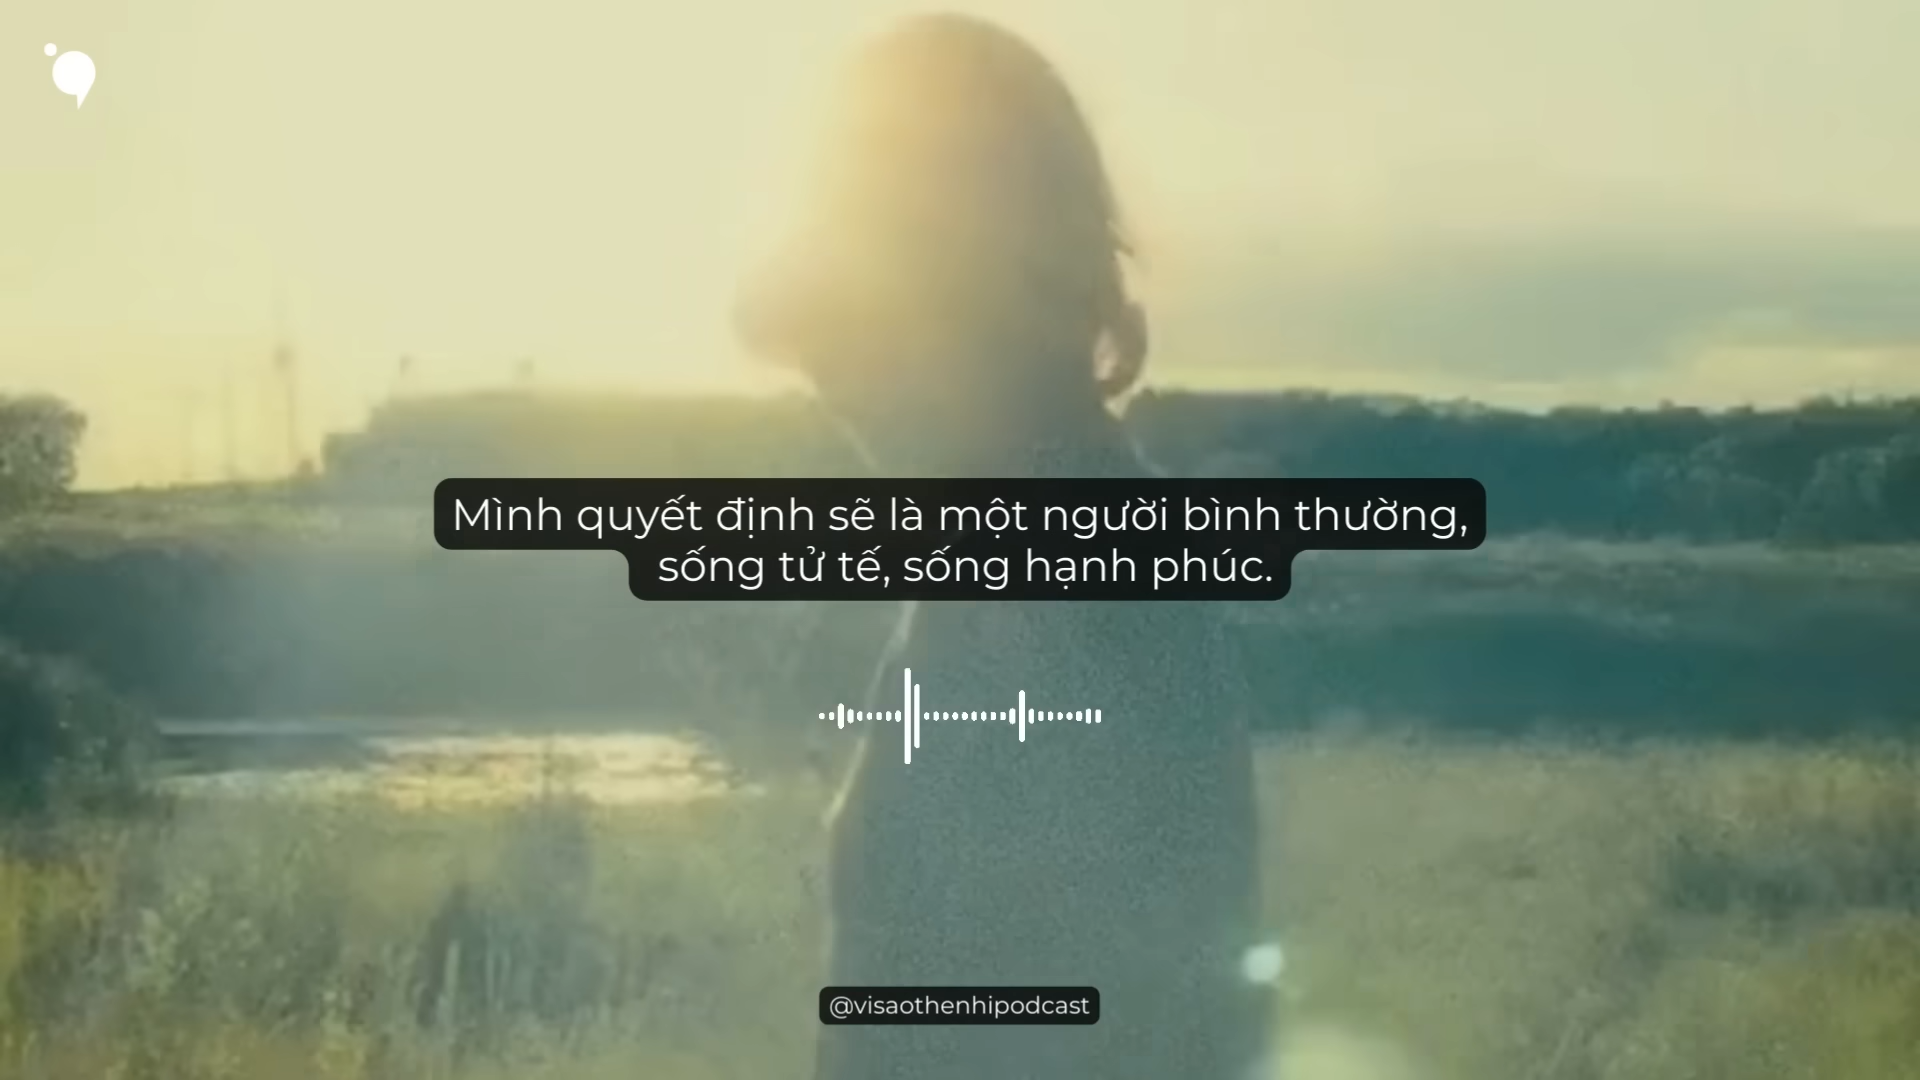 Mình quyết định sẽ là một người bình thường,
sống tử tế, sống hạnh phúc.
@visaothenhipodcast